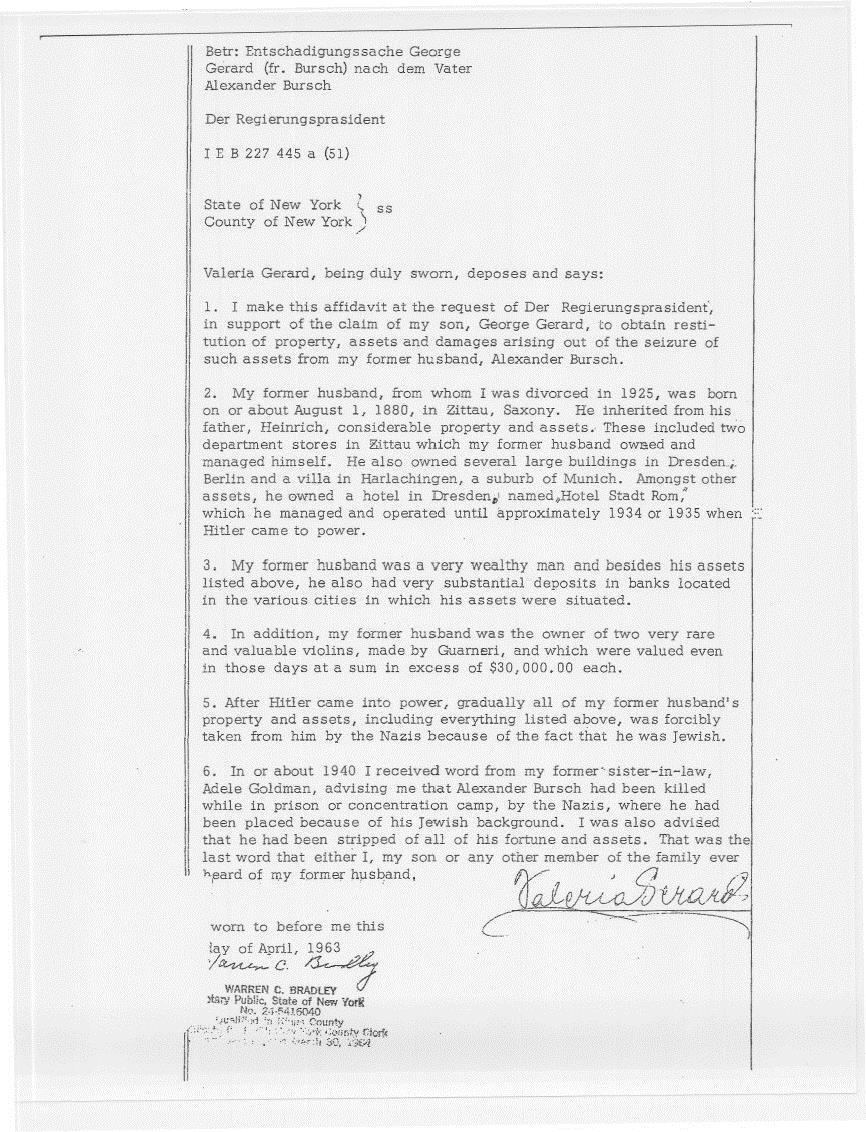 Betr: Entschadigungssache George
Gerard (fr. Bursch) nach dem Vater
Alexander Bursch
Der Regierungsprasident
I E B 227 445 a (51)
State of New York } ss
County of New York
Valeria Gerard, being duly sworn, deposes and says:
1. I make this affidavit at the request of Der Regierungsprasident,
in support of the claim of my son, George Gerard, to obtain resti-
tution of property, assets and damages arising out of the seizure of
such assets from my former husband, Alexander Bursch.
2. My former husband, from whom I was divorced in 1925, was born
on or about August 1, 1880, in Zittau, Saxony. He inherited from his
father, Heinrich, considerable property and assets. These included two
department stores in Zittau which my former husband owned and
managed himself. He also owned several large buildings in Dresden,
Berlin and a villa in Harlachingen, a suburb of Munich. Amongst other
assets, he owned a hotel in Dresden, named „Hotel Stadt Rom,"
which he managed and operated until approximately 1934 or 1935 when
Hitler came to power.
3. My former husband was a very wealthy man and besides his assets
listed above, he also had very substantial deposits in banks located
in the various cities in which his assets were situated.
4. In addition, my former husband was the owner of two very rare
and valuable violins, made by Guarneri, and which were valued even
in those days at a sum in excess of $30,000.00 each.
5. After Hitler came into power, gradually all of my former husband's
property and assets, including everything listed above, was forcibly
taken from him by the Nazis because of the fact that he was Jewish.
6. In or about 1940 I received word from my former sister-in-law,
Adele Goldman, advising me that Alexander Bursch had been killed
while in prison or concentration camp, by the Nazis, where he had
been placed because of his Jewish background. I was also advised
that he had been stripped of all of his fortune and assets. That was the
last word that either I, my son or any other member of the family ever
heard of my former husband,
Valeria Gerard
worn to before me this
day of April, 1963
Warren C. Bradley
WARREN C. BRADLEY
tary Public, State of New York
No. 24-5416040
Qualified in Kings County
York County Clerk
March 30, 1964